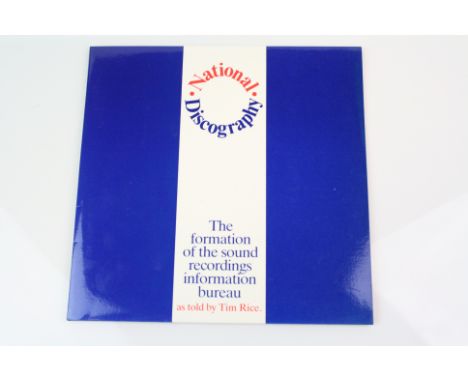 • National •
Discography
The
formation
of the sound
recordings
information
bureau
as told by Tim Rice.